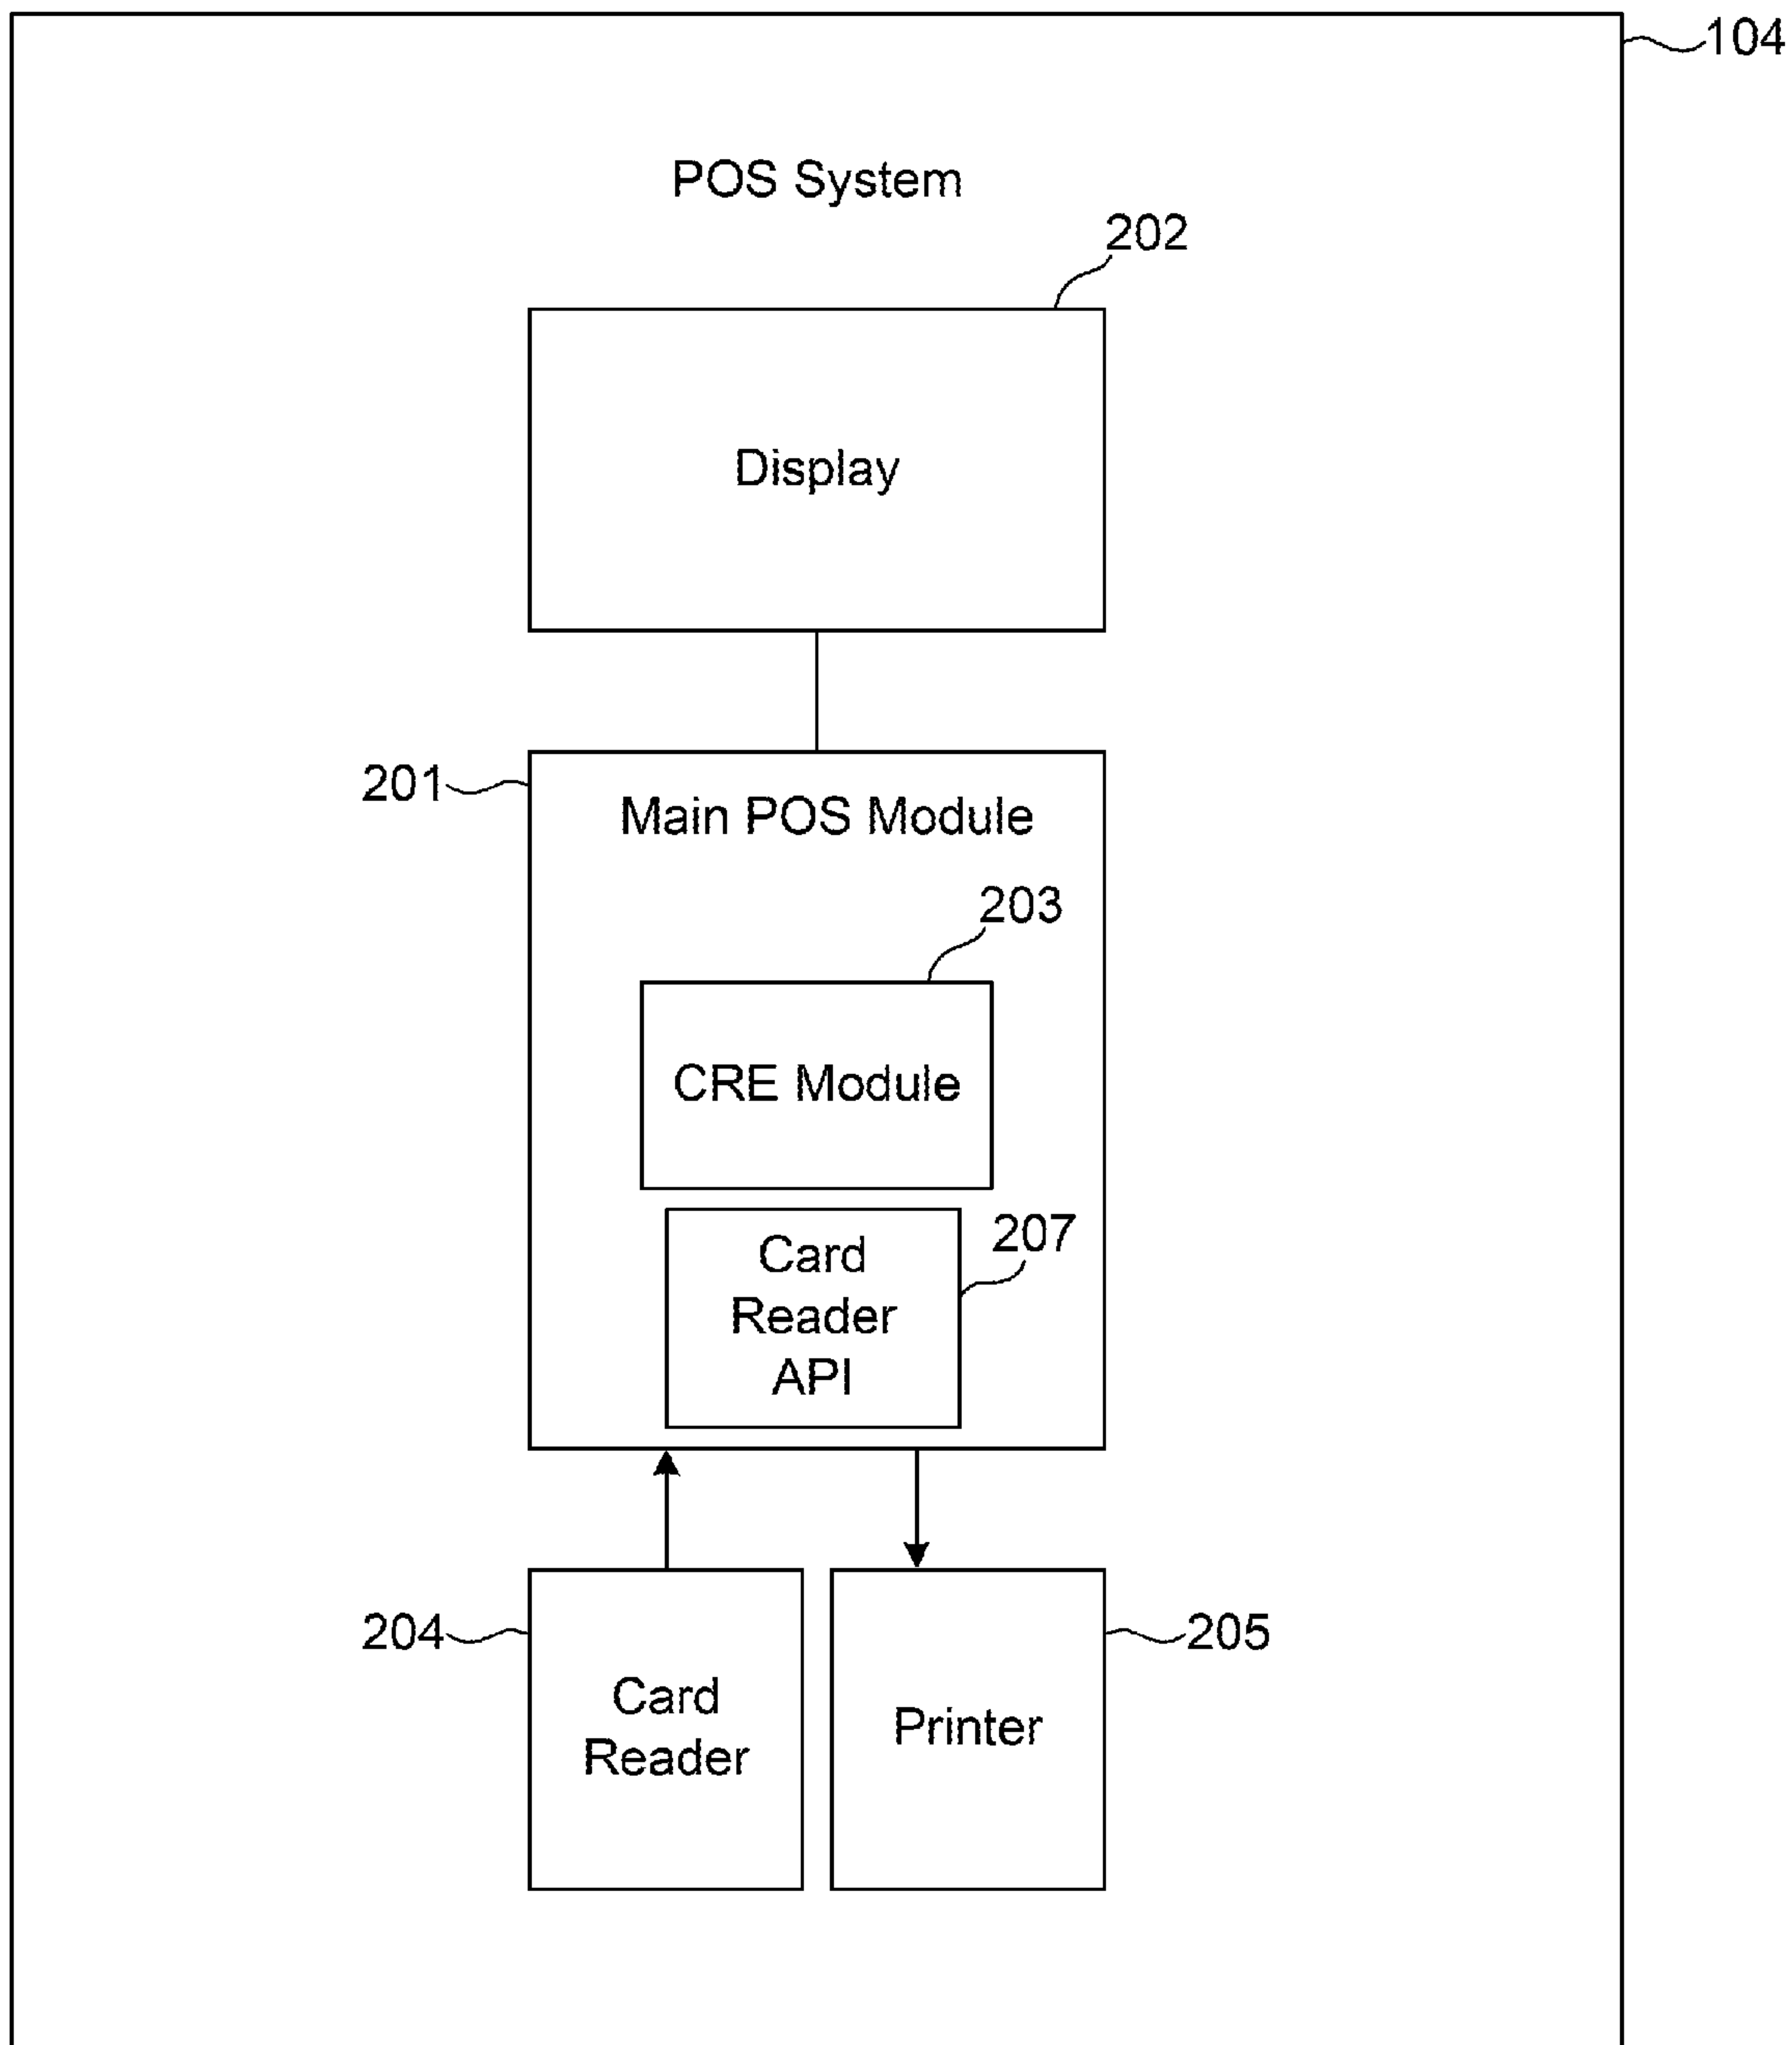 104
POS System
202
Display
201
Main POS Module
203
CRE Module
207
Card
Reader
API
204
205
Card
Reader
Printer